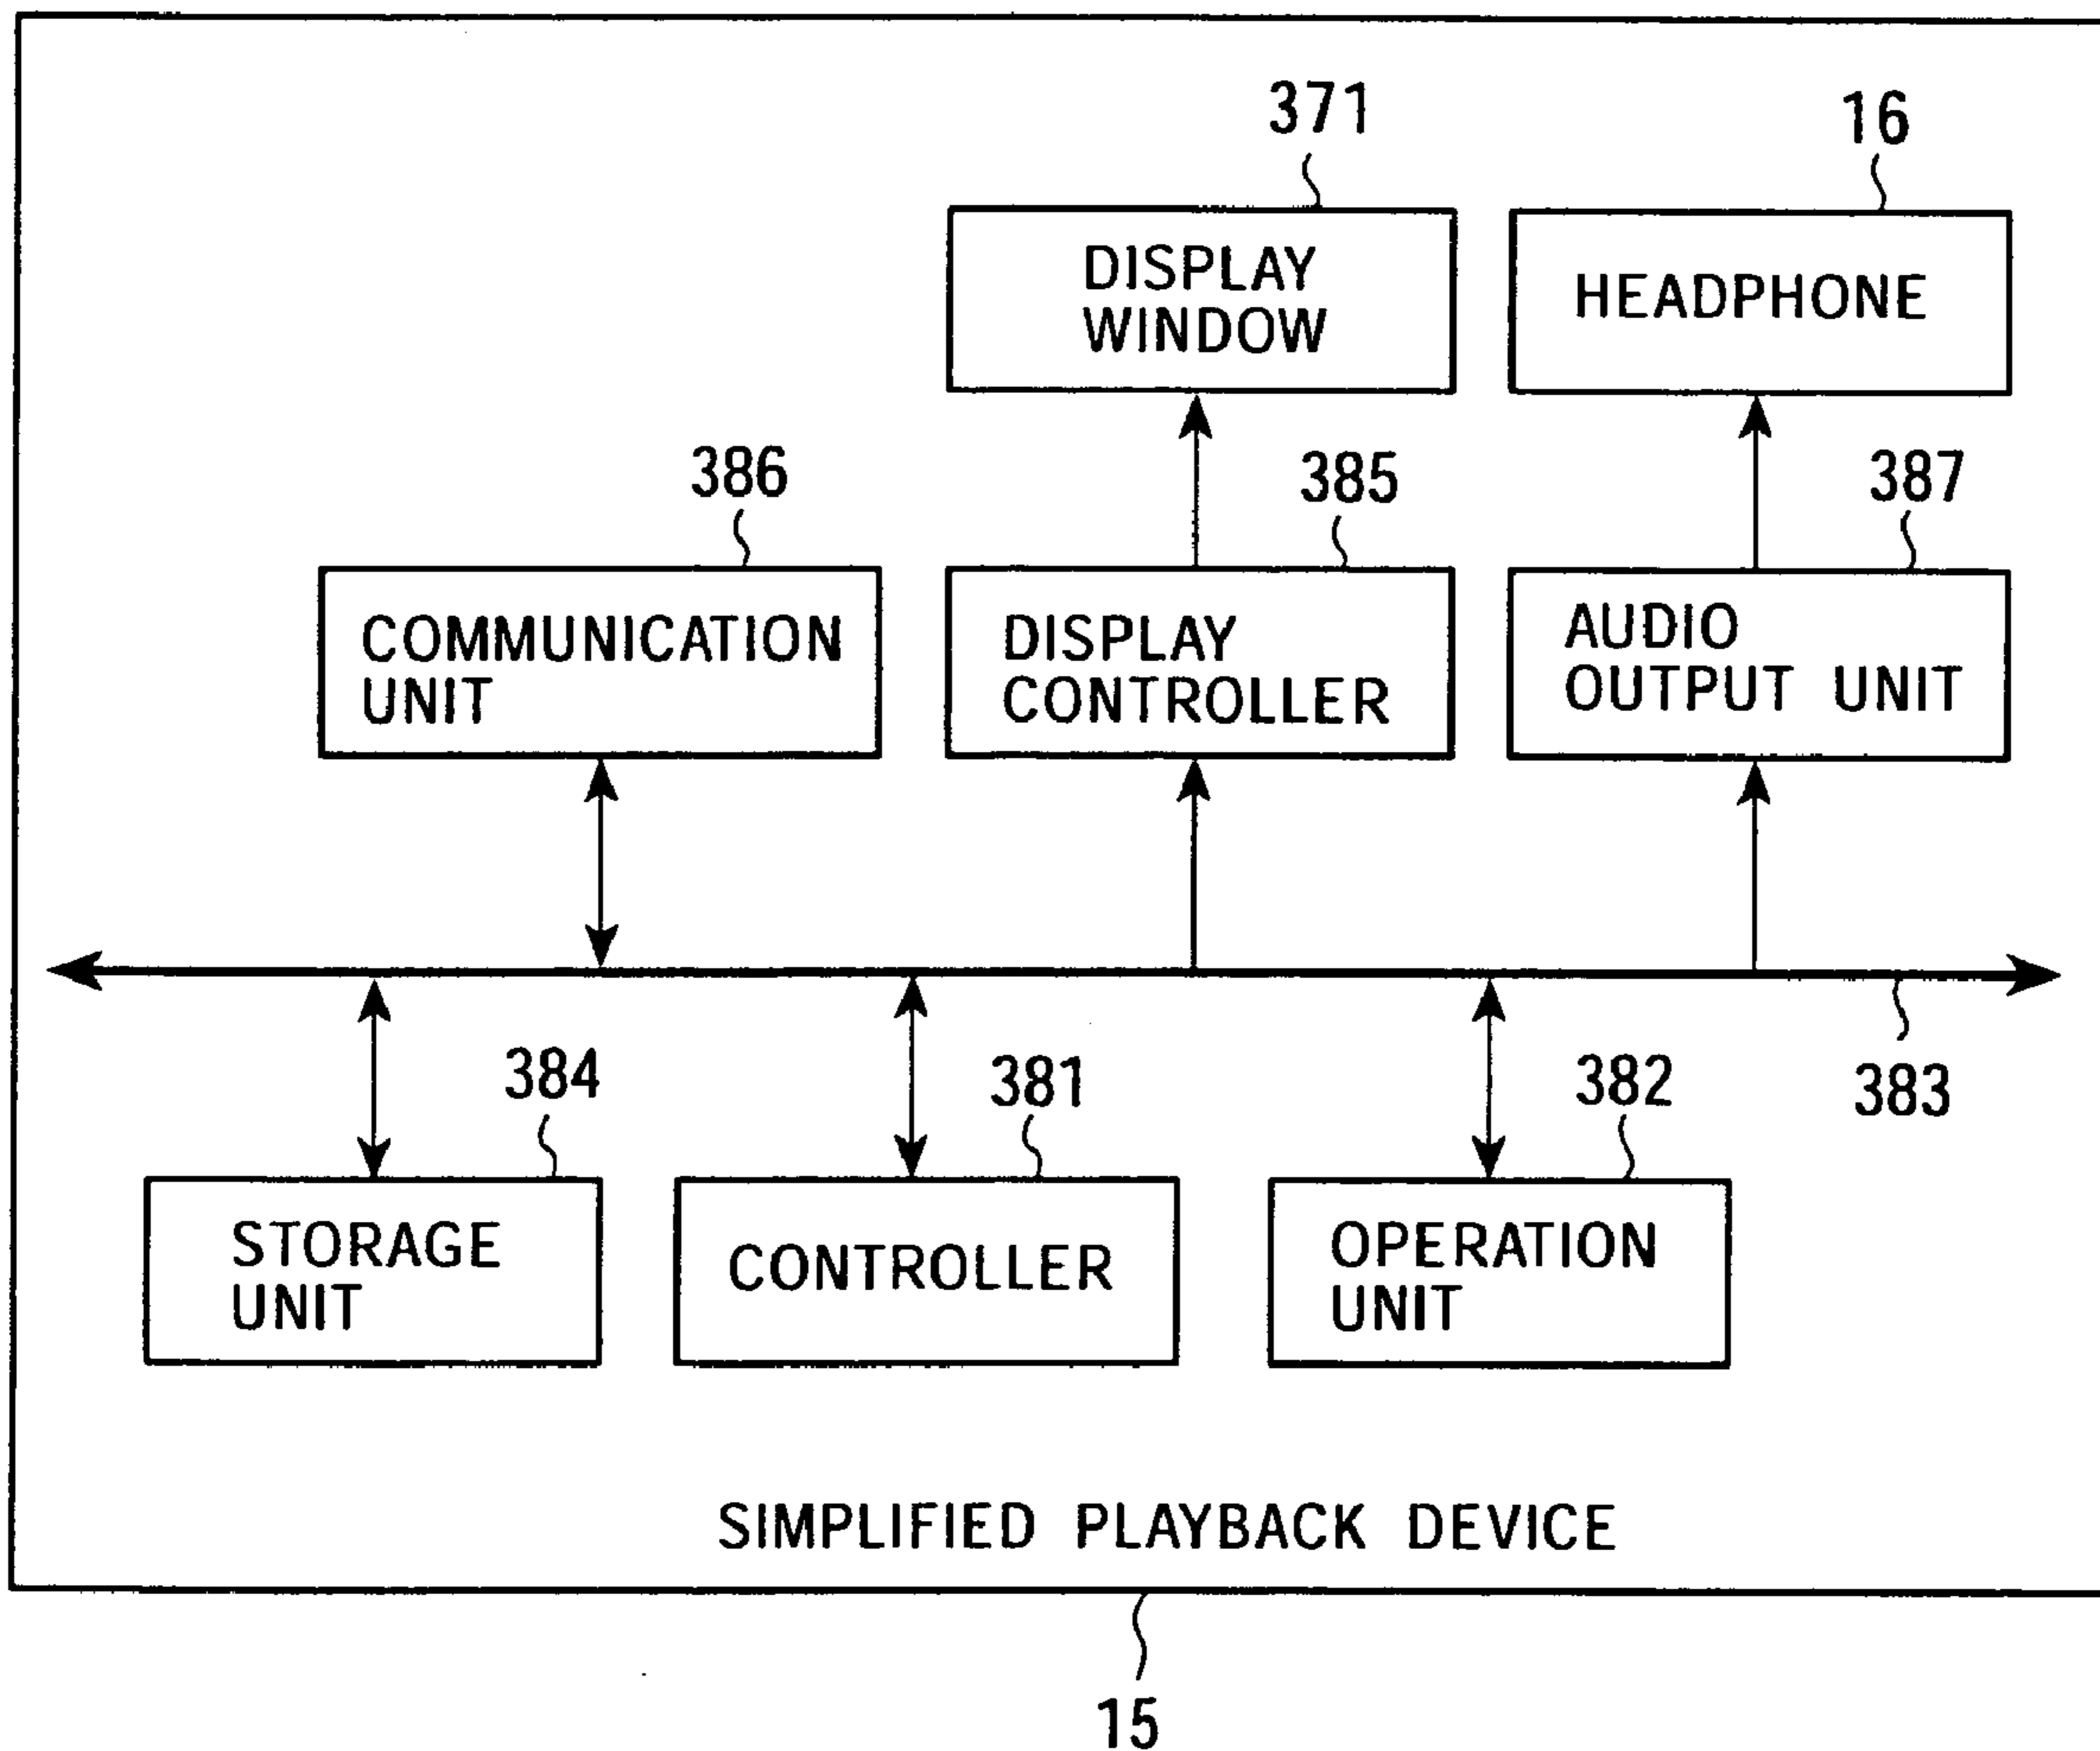 371
16
DISPLAY
WINDOW
HEADPHONE
386
385
387
COMMUNICATION
UNIT
DISPLAY
CONTROLLER
AUDIO
OUTPUT UNIT
384
381
382
383
STORAGE
UNIT
CONTROLLER
OPERATION
UNIT
SIMPLIFIED PLAYBACK DEVICE
15